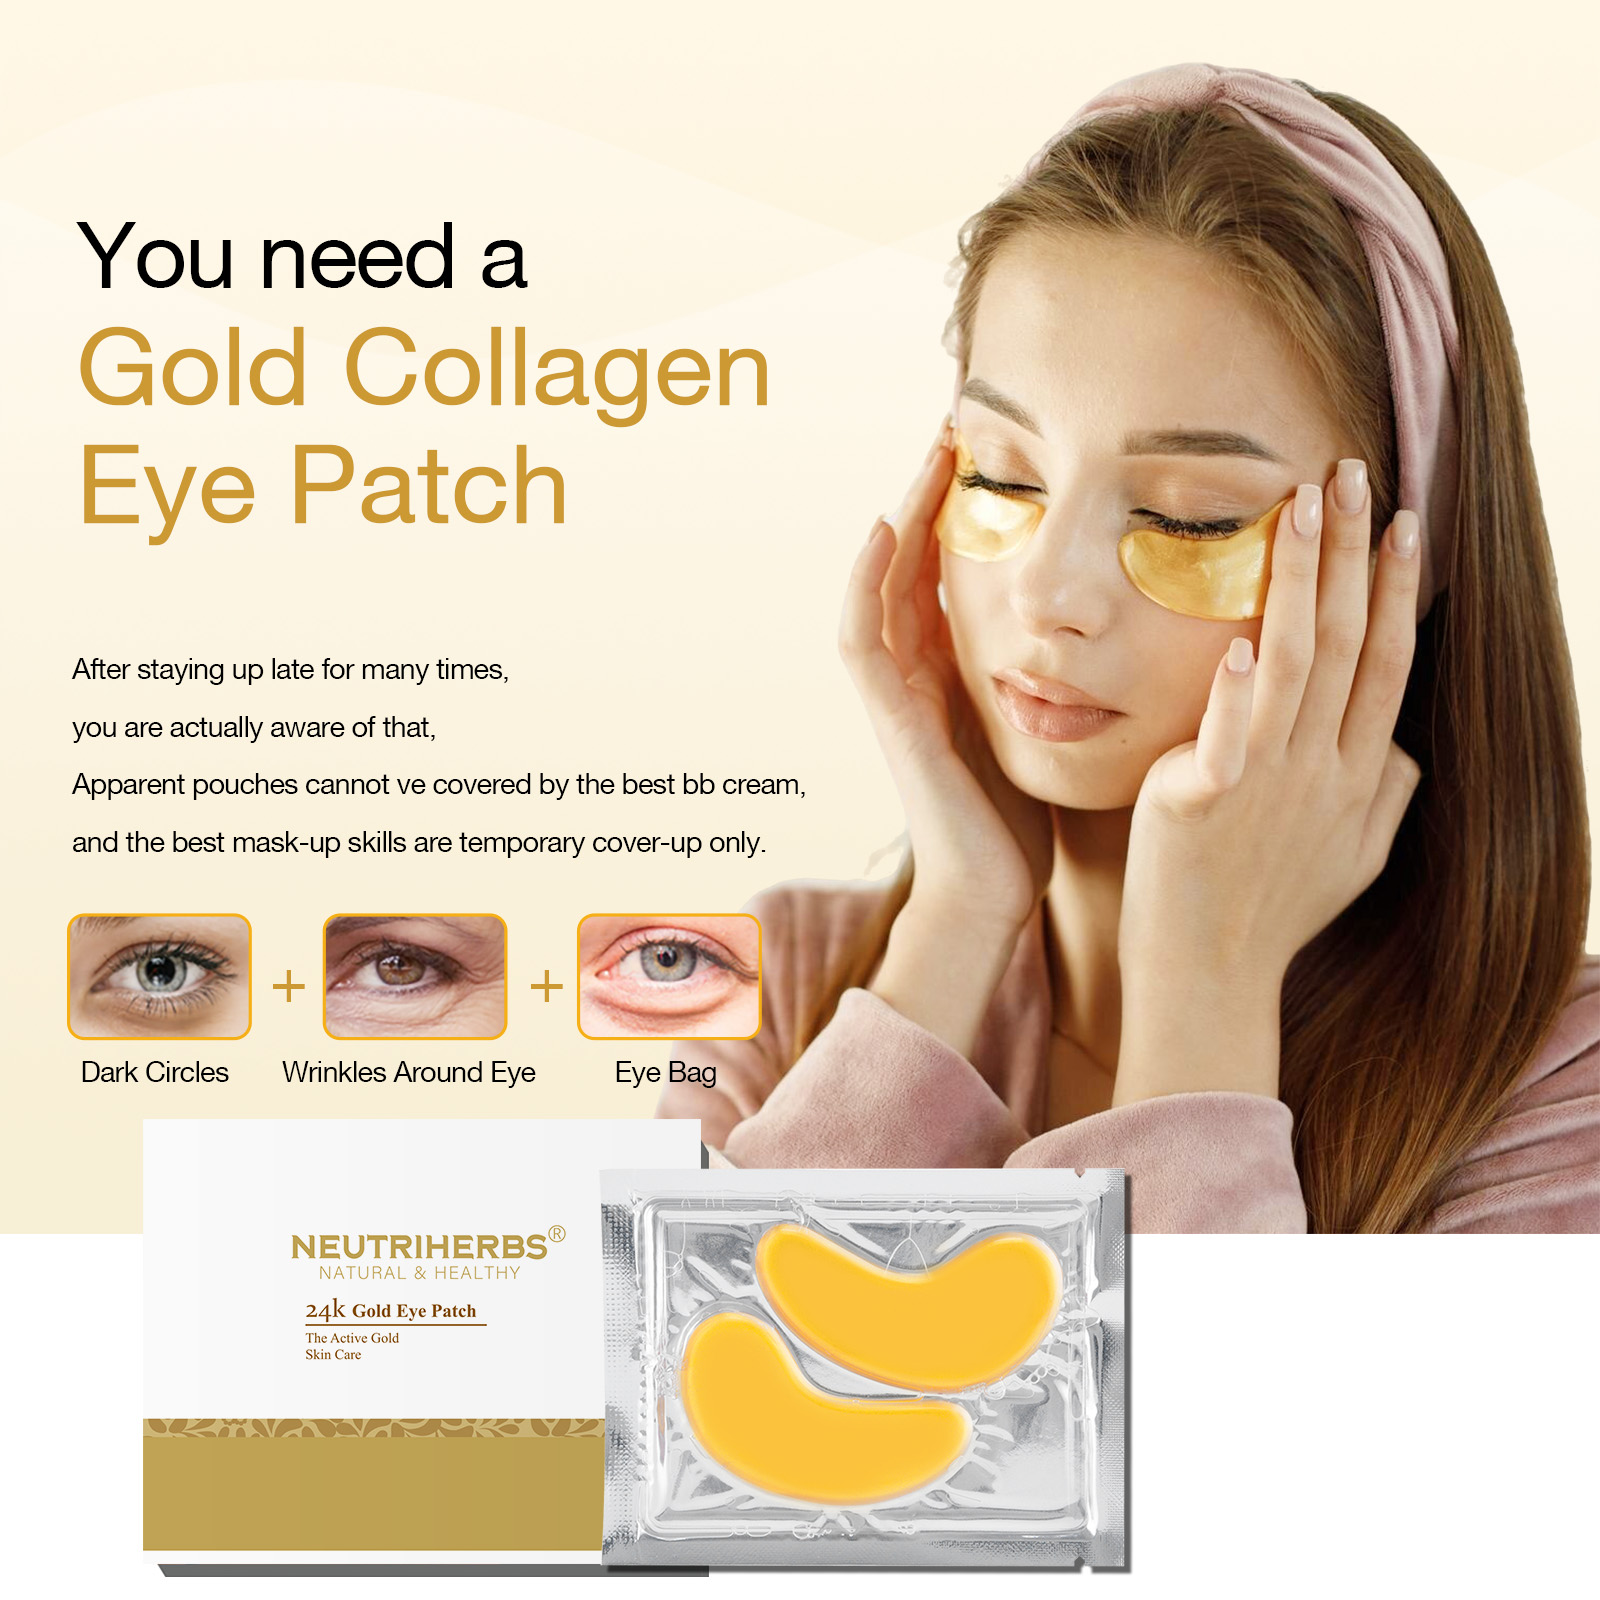 You need a
Gold Collagen
Eye Patch
After staying up late for many times,
you are actually aware of that,
Apparent pouches cannot ve covered by the best bb cream,
and the best mask-up skills are temporary cover-up only.
+ +
Dark Circles Wrinkles Around Eye Eye Bag
NEUTRIHERBS®
NATURAL & HEALTHY
24k Gold Eye Patch
The Active Gold
Skin Care